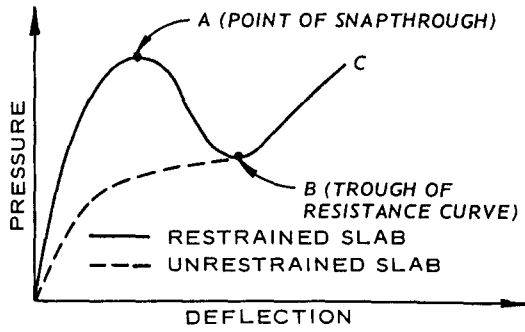 A (POINT OF SNAPTHROUGH)
C
PRESSURE
B (TROUGH OF
RESISTANCE CURVE)
RESTRAINED SLAB
UNRESTRAINED SLAB
DEFLECTION